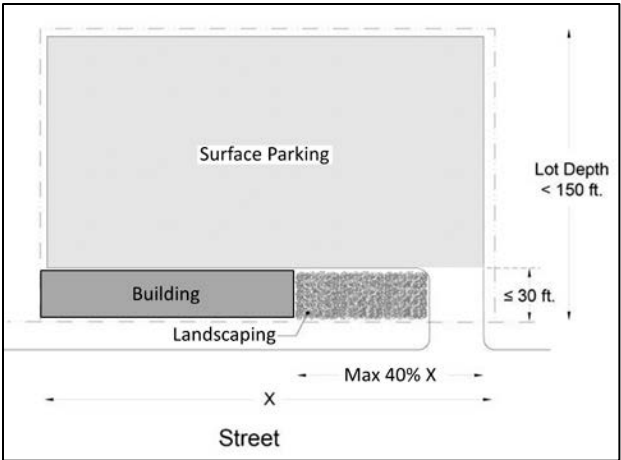 Surface Parking
Lot Depth
< 150 ft.
Building
≤ 30 ft.
Landscaping
Max 40% X
X
Street